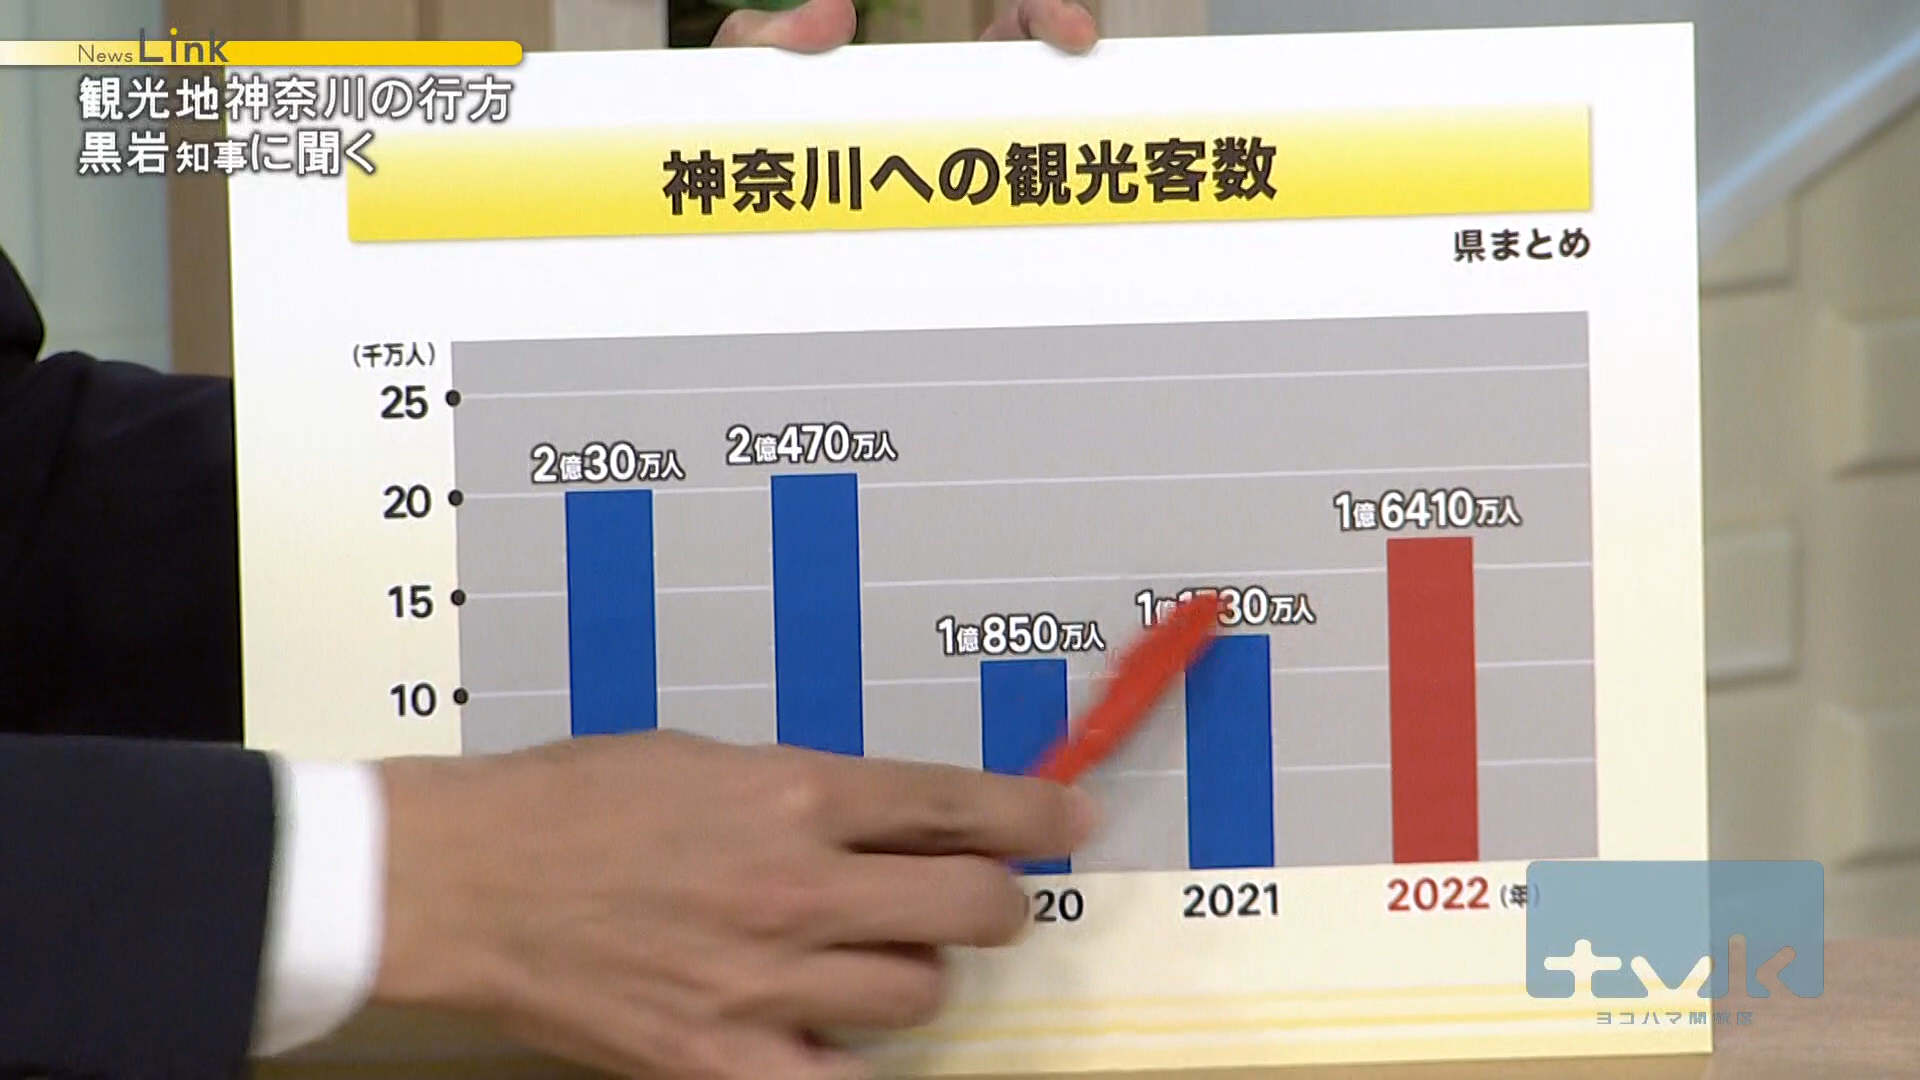 News Link
観光地神奈川の行方
黒岩知事に聞く
神奈川への観光客数
県まとめ
(千万人)
25
20
15
10
2億30万人
2億470万人
1億850万人
30万人
1億6410万人
2021
2022(年)
tvk
ヨコハマ開放区